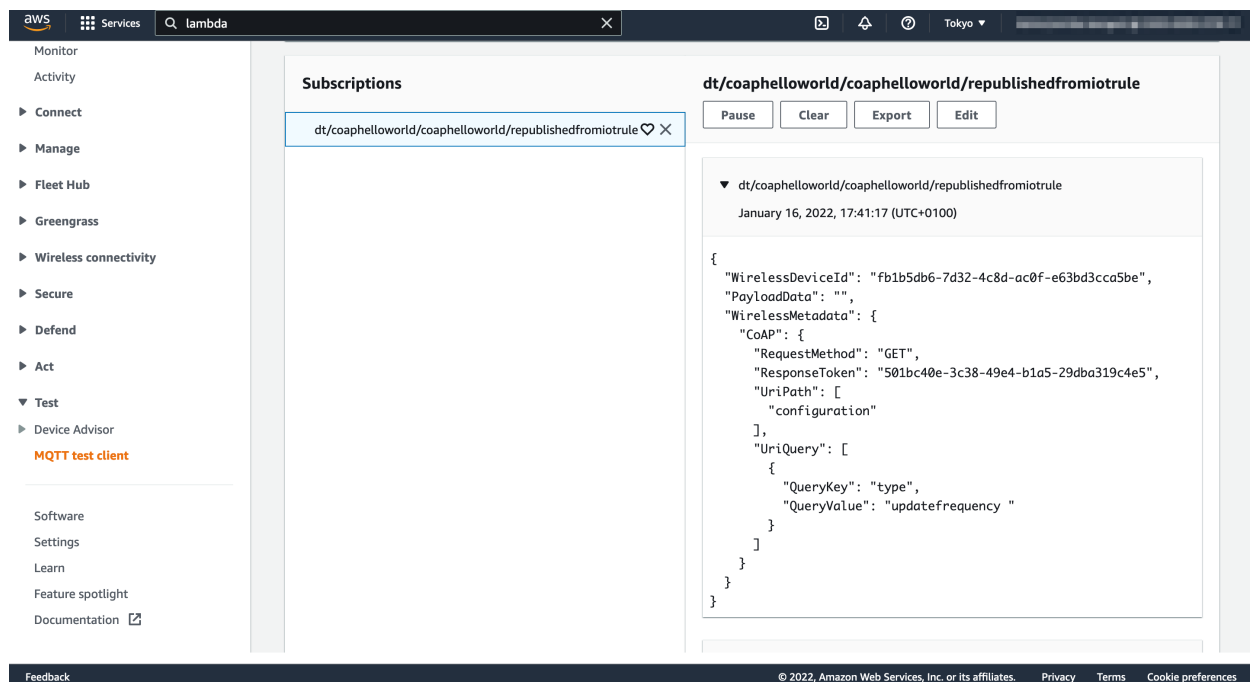 aws
Services
lambda
Tokyo
Monitor
Activity
Connect
Manage
Fleet Hub
Greengrass
Wireless connectivity
Secure
Defend
Act
Test
Device Advisor
MQTT test client
Software
Settings
Learn
Feature spotlight
Documentation
Subscriptions
dt/coaphelloworld/coaphelloworld/republishedfromiotrule
dt/coaphelloworld/coaphelloworld/republishedfromiotrule
Pause Clear Export Edit
dt/coaphelloworld/coaphelloworld/republishedfromiotrule
January 16, 2022, 17:41:17 (UTC+0100)
{
"WirelessDeviceId": "fb1b5db6-7d32-4c8d-ac0f-e63bd3cca5be",
"PayloadData": "",
"WirelessMetadata": {
"CoAP": {
"RequestMethod": "GET",
"ResponseToken": "501bc40e-3c38-49e4-b1a5-29dba319c4e5",
"UriPath": [
"configuration"
],
"UriQuery": [
{
"QueryKey": "type",
"QueryValue": "updatefrequency "
}
]
}
}
}
Feedback
© 2022, Amazon Web Services, Inc. or its affiliates. Privacy Terms Cookie preferences